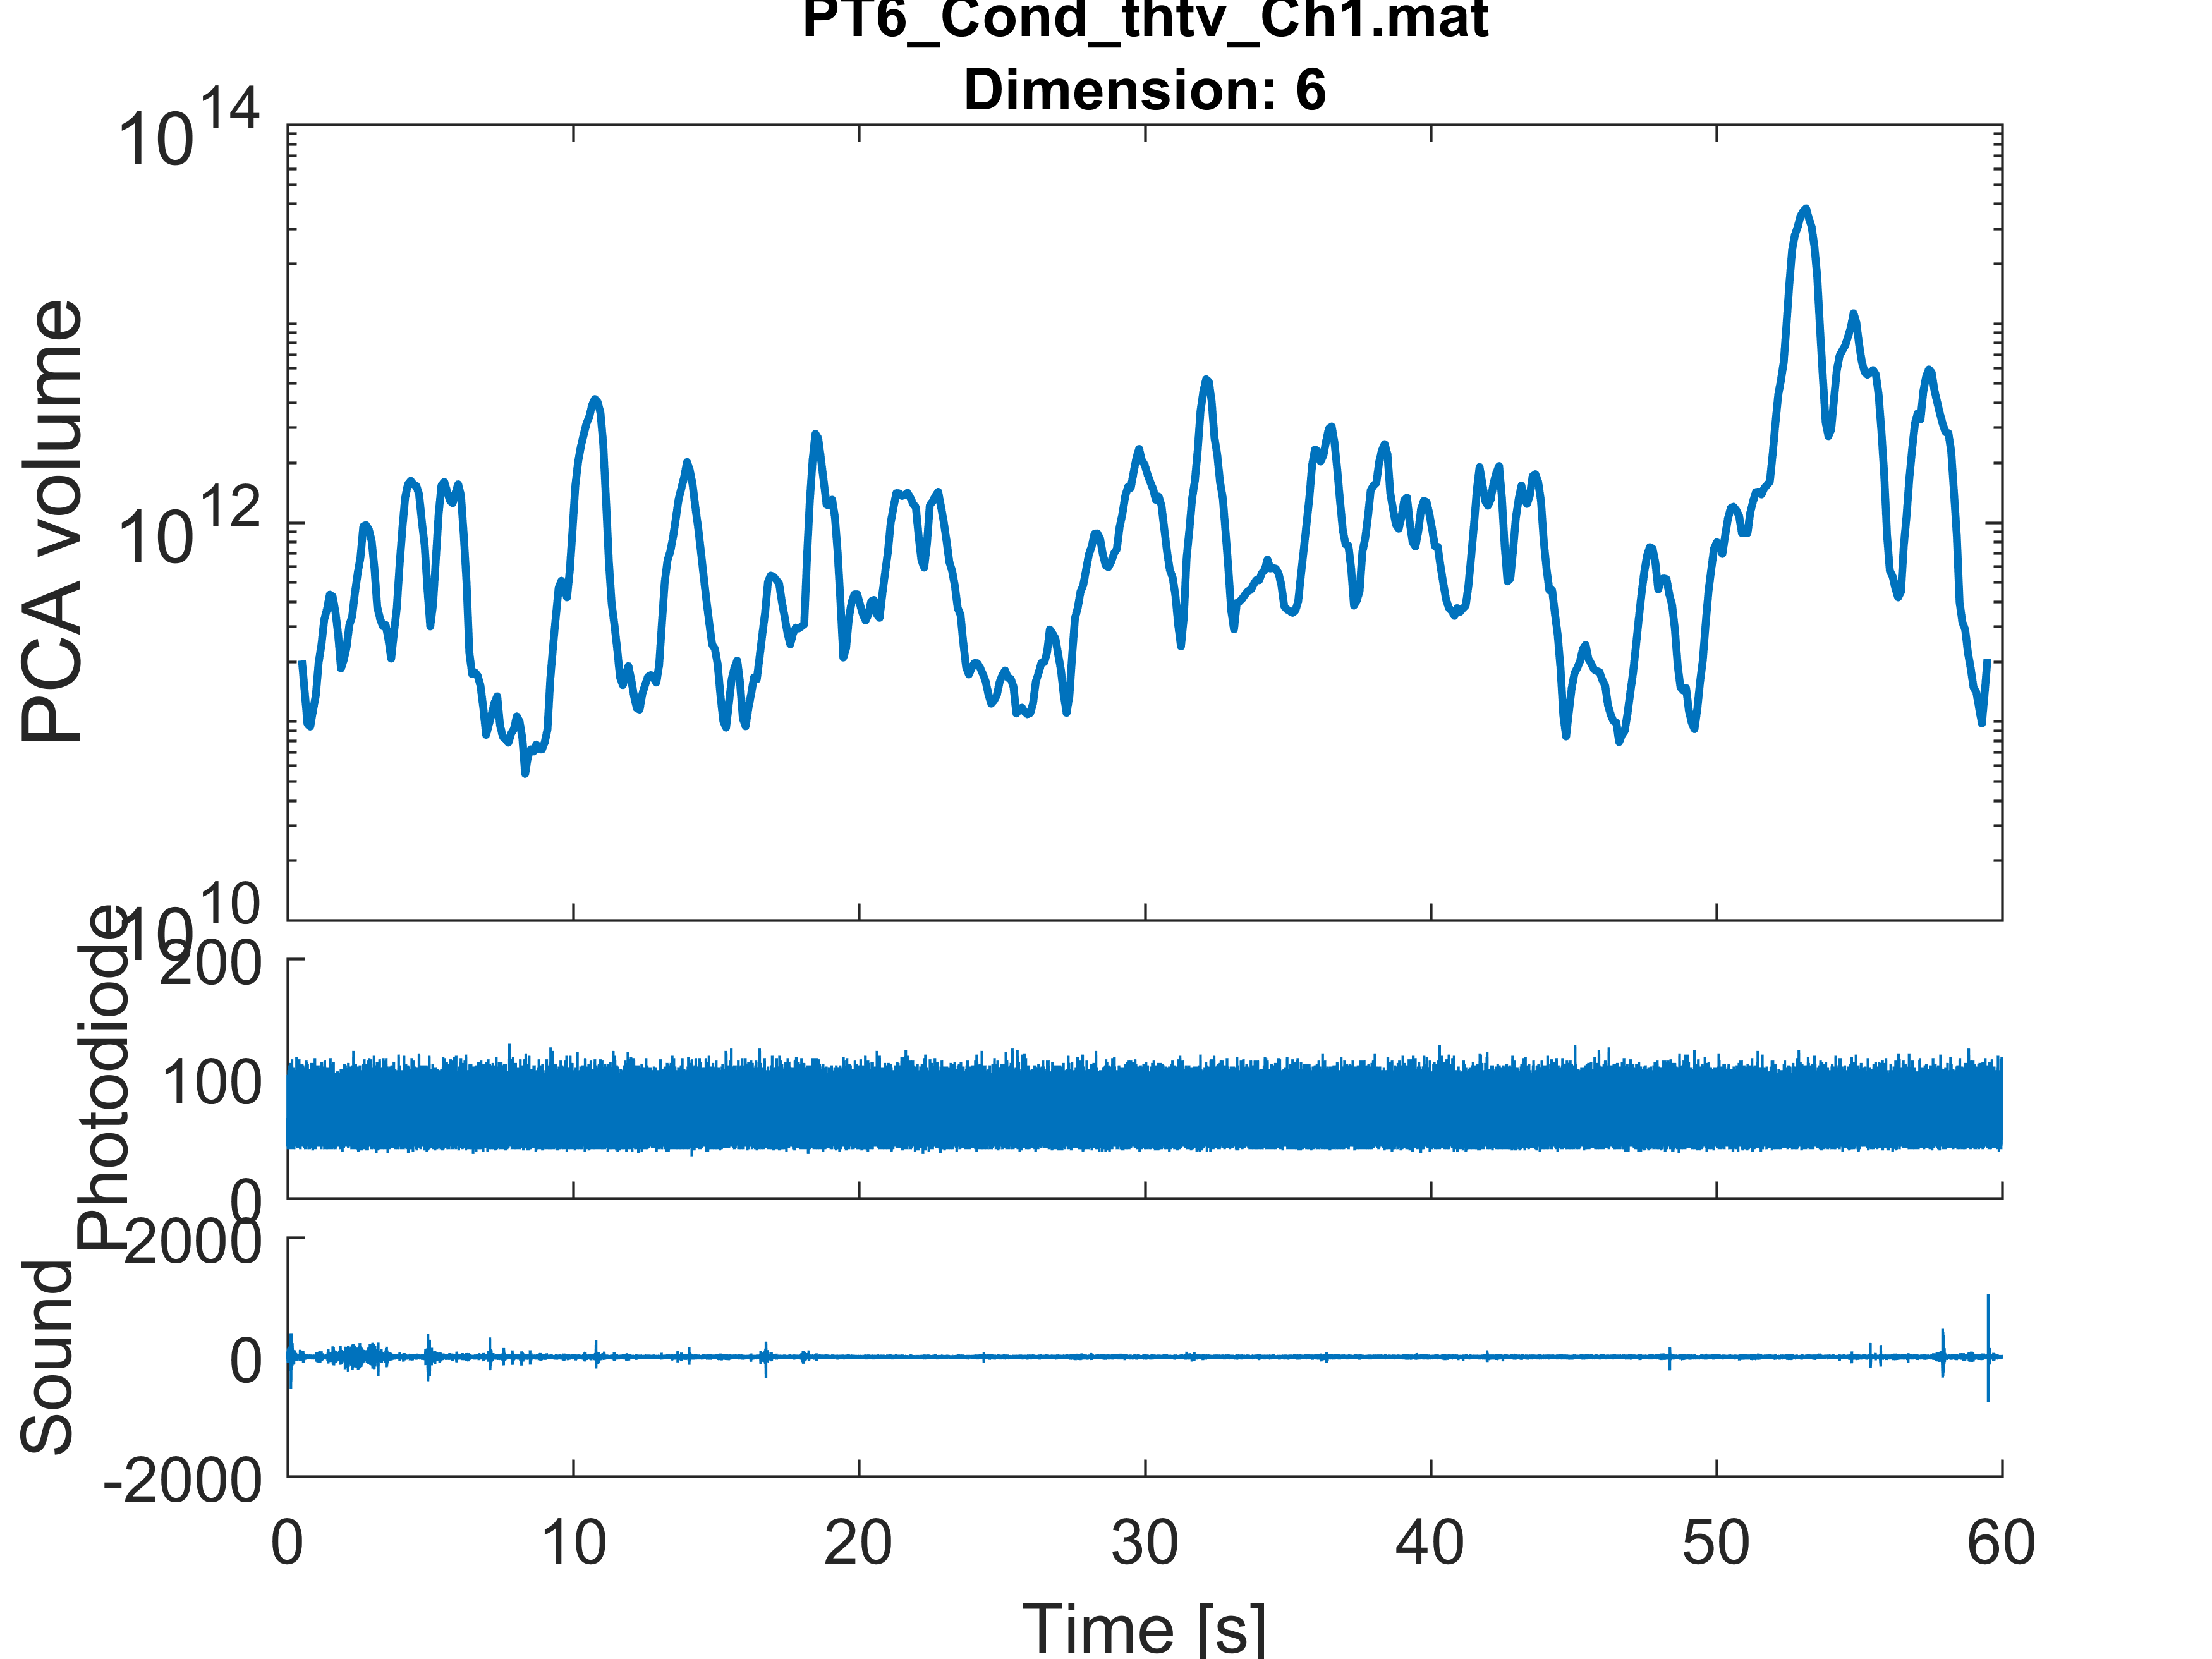 PT6_Cond_thtv_Ch1.mat
Dimension: 6
PCA volume
10^14
10^12
10^10
Photodiode
200
100
0
Sound
2000
0
-2000
0 10 20 30 40 50 60
Time [s]